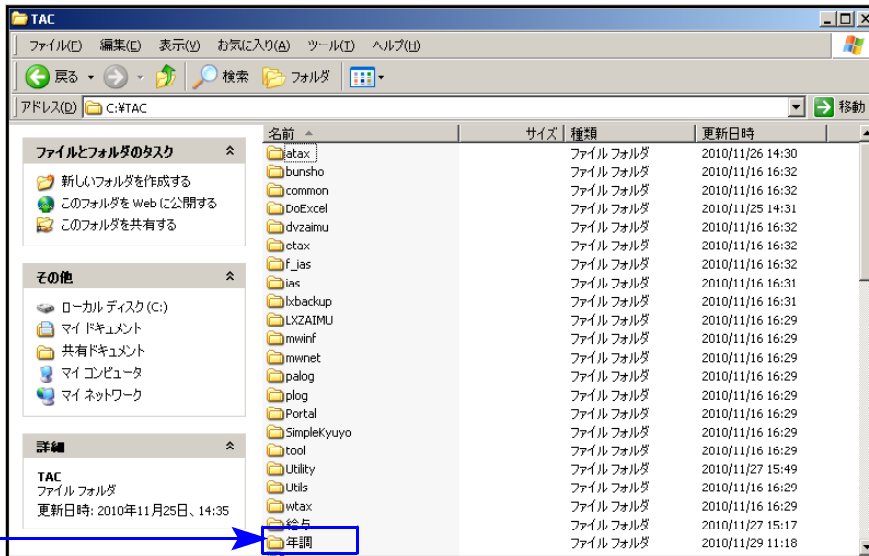 TAC
ファイル(F) 編集(E) 表示(V) お気に入り(A) ツール(T) ヘルプ(H)
戻る 検索 フォルダ
アドレス(D) C:¥TAC 移動
ファイルとフォルダのタスク
新しいフォルダを作成する
このフォルダを Web に公開する
このフォルダを共有する
その他
ローカル ディスク (C:)
マイ ドキュメント
共有ドキュメント
マイ コンピュータ
マイ ネットワーク
詳細
TAC
ファイル フォルダ
更新日時: 2010年11月25日、14:35
名前 サイズ 種類 更新日時
atax ファイル フォルダ 2010/11/26 14:30
bunsho ファイル フォルダ 2010/11/16 16:32
common ファイル フォルダ 2010/11/16 16:32
DoExcel ファイル フォルダ 2010/11/25 14:31
dvzaimu ファイル フォルダ 2010/11/16 16:32
etax ファイル フォルダ 2010/11/16 16:32
f_ias ファイル フォルダ 2010/11/16 16:32
ias ファイル フォルダ 2010/11/16 16:31
lxbackup ファイル フォルダ 2010/11/16 16:31
LXZAIMU ファイル フォルダ 2010/11/16 16:29
mwinf ファイル フォルダ 2010/11/16 16:29
mwnet ファイル フォルダ 2010/11/16 16:29
palog ファイル フォルダ 2010/11/16 16:29
plog ファイル フォルダ 2010/11/16 16:29
Portal ファイル フォルダ 2010/11/16 16:29
SimpleKyuyo ファイル フォルダ 2010/11/16 16:29
tool ファイル フォルダ 2010/11/16 16:29
Utility ファイル フォルダ 2010/11/27 15:49
Utils ファイル フォルダ 2010/11/16 16:29
wtax ファイル フォルダ 2010/11/16 16:29
給与 ファイル フォルダ 2010/11/27 15:17
年調 ファイル フォルダ 2010/11/29 11:18